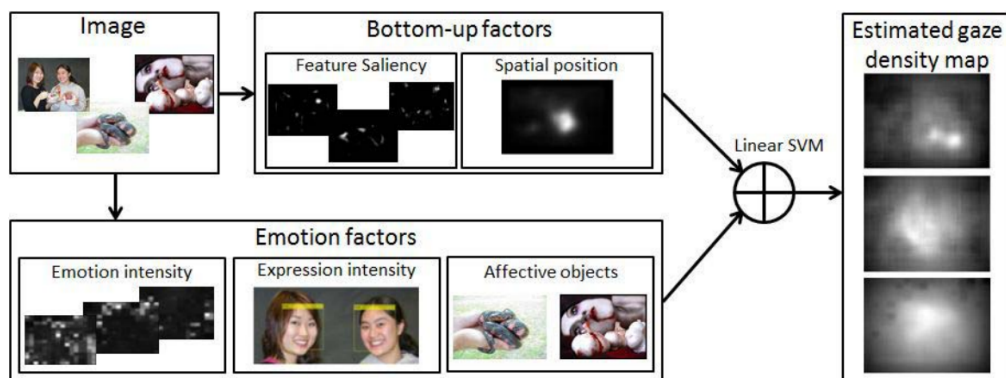 Image
Bottom-up factors
Feature Saliency
Spatial position
Emotion factors
Emotion intensity
Expression intensity
Affective objects
Linear SVM
Estimated gaze
density map